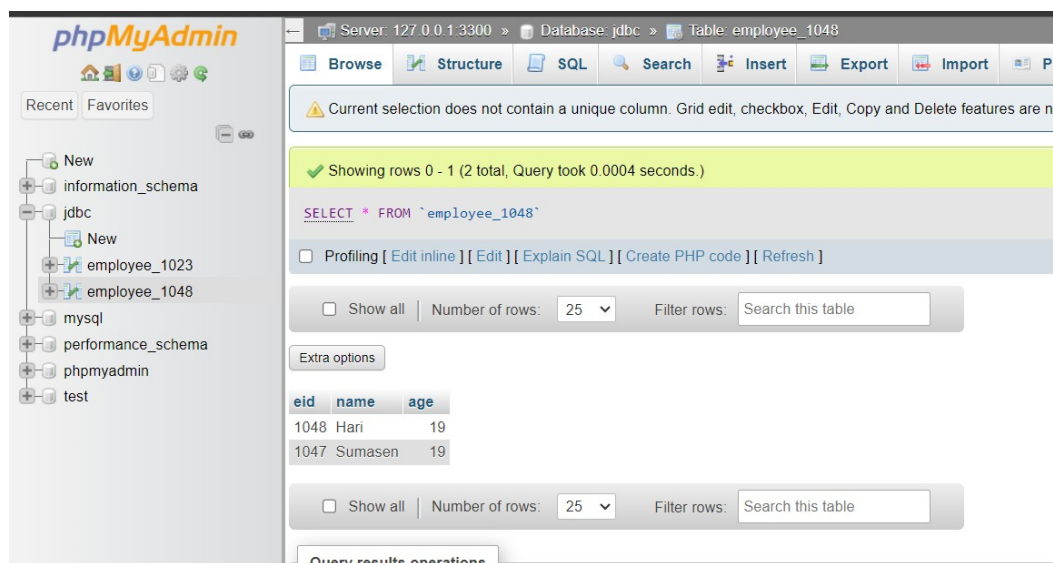 phpMyAdmin
Recent Favorites
New
information_schema
jdbc
New
employee_1023
employee_1048
mysql
performance_schema
phpmyadmin
test
Server: 127.0.0.1:3300 » Database: jdbc » Table: employee_1048
Browse Structure SQL Search Insert Export Import P
Current selection does not contain a unique column. Grid edit, checkbox, Edit, Copy and Delete features are n
Showing rows 0 - 1 (2 total, Query took 0.0004 seconds.)
SELECT * FROM `employee_1048`
Profiling [ Edit inline ] [ Edit ] [ Explain SQL ] [ Create PHP code ] [ Refresh ]
Show all Number of rows: 25 Filter rows: Search this table
Extra options
eid name age
1048 Hari 19
1047 Sumasen 19
Show all Number of rows: 25 Filter rows: Search this table
Query results operations